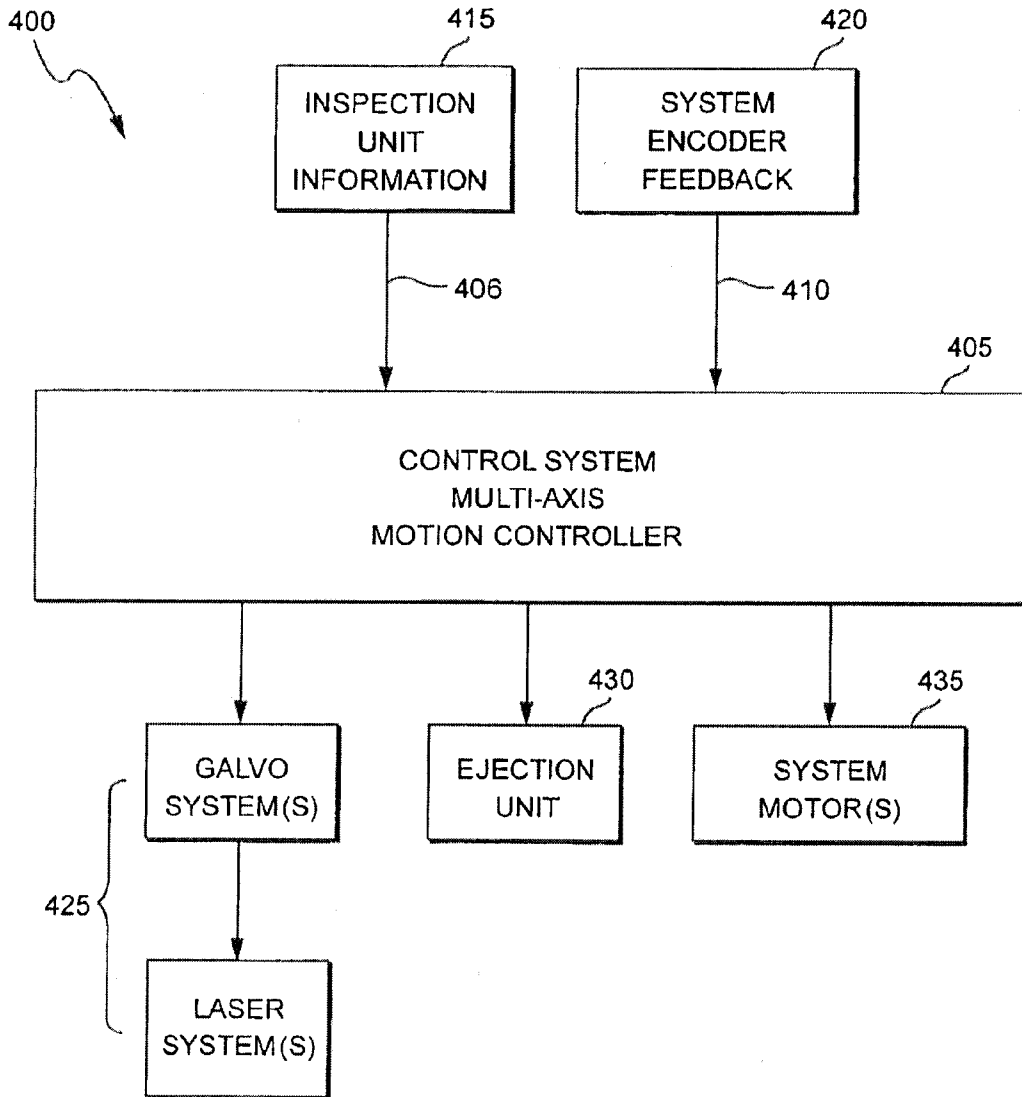 400
415
420
INSPECTION
UNIT
INFORMATION
SYSTEM
ENCODER
FEEDBACK
406
410
405
CONTROL SYSTEM
MULTI-AXIS
MOTION CONTROLLER
430
435
GALVO
SYSTEM(S)
EJECTION
UNIT
SYSTEM
MOTOR(S)
425
LASER
SYSTEM(S)